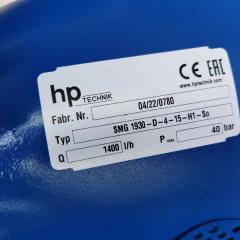 hp TECHNIK
CE EAC
www.hptechnik.com
Fabr. Nr. 04/22/0780
Typ SMG 1930-D-4-15-H1-So
Q 1400 l/h P max 40 bar